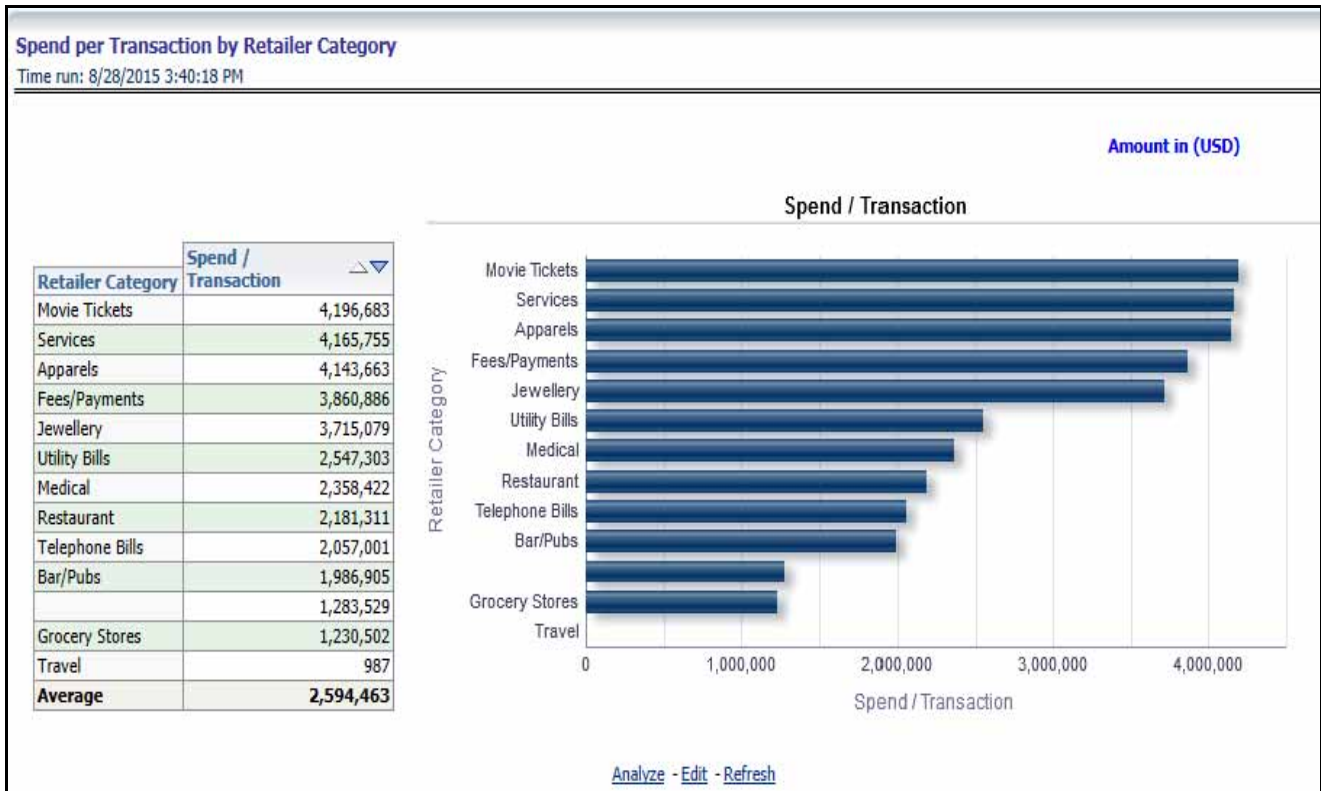 Spend per Transaction by Retailer Category
Time run: 8/28/2015 3:40:18 PM
Amount in (USD)
Retailer Category Spend / Transaction
Movie Tickets 4,196,683
Services 4,165,755
Apparels 4,143,663
Fees/Payments 3,860,886
Jewellery 3,715,079
Utility Bills 2,547,303
Medical 2,358,422
Restaurant 2,181,311
Telephone Bills 2,057,001
Bar/Pubs 1,986,905
1,283,529
Grocery Stores 1,230,502
Travel 987
Average 2,594,463
Spend / Transaction
Retailer Category
Movie Tickets
Services
Apparels
Fees/Payments
Jewellery
Utility Bills
Medical
Restaurant
Telephone Bills
Bar/Pubs
Grocery Stores
Travel
0 1,000,000 2,000,000 3,000,000 4,000,000
Spend / Transaction
Analyze - Edit - Refresh